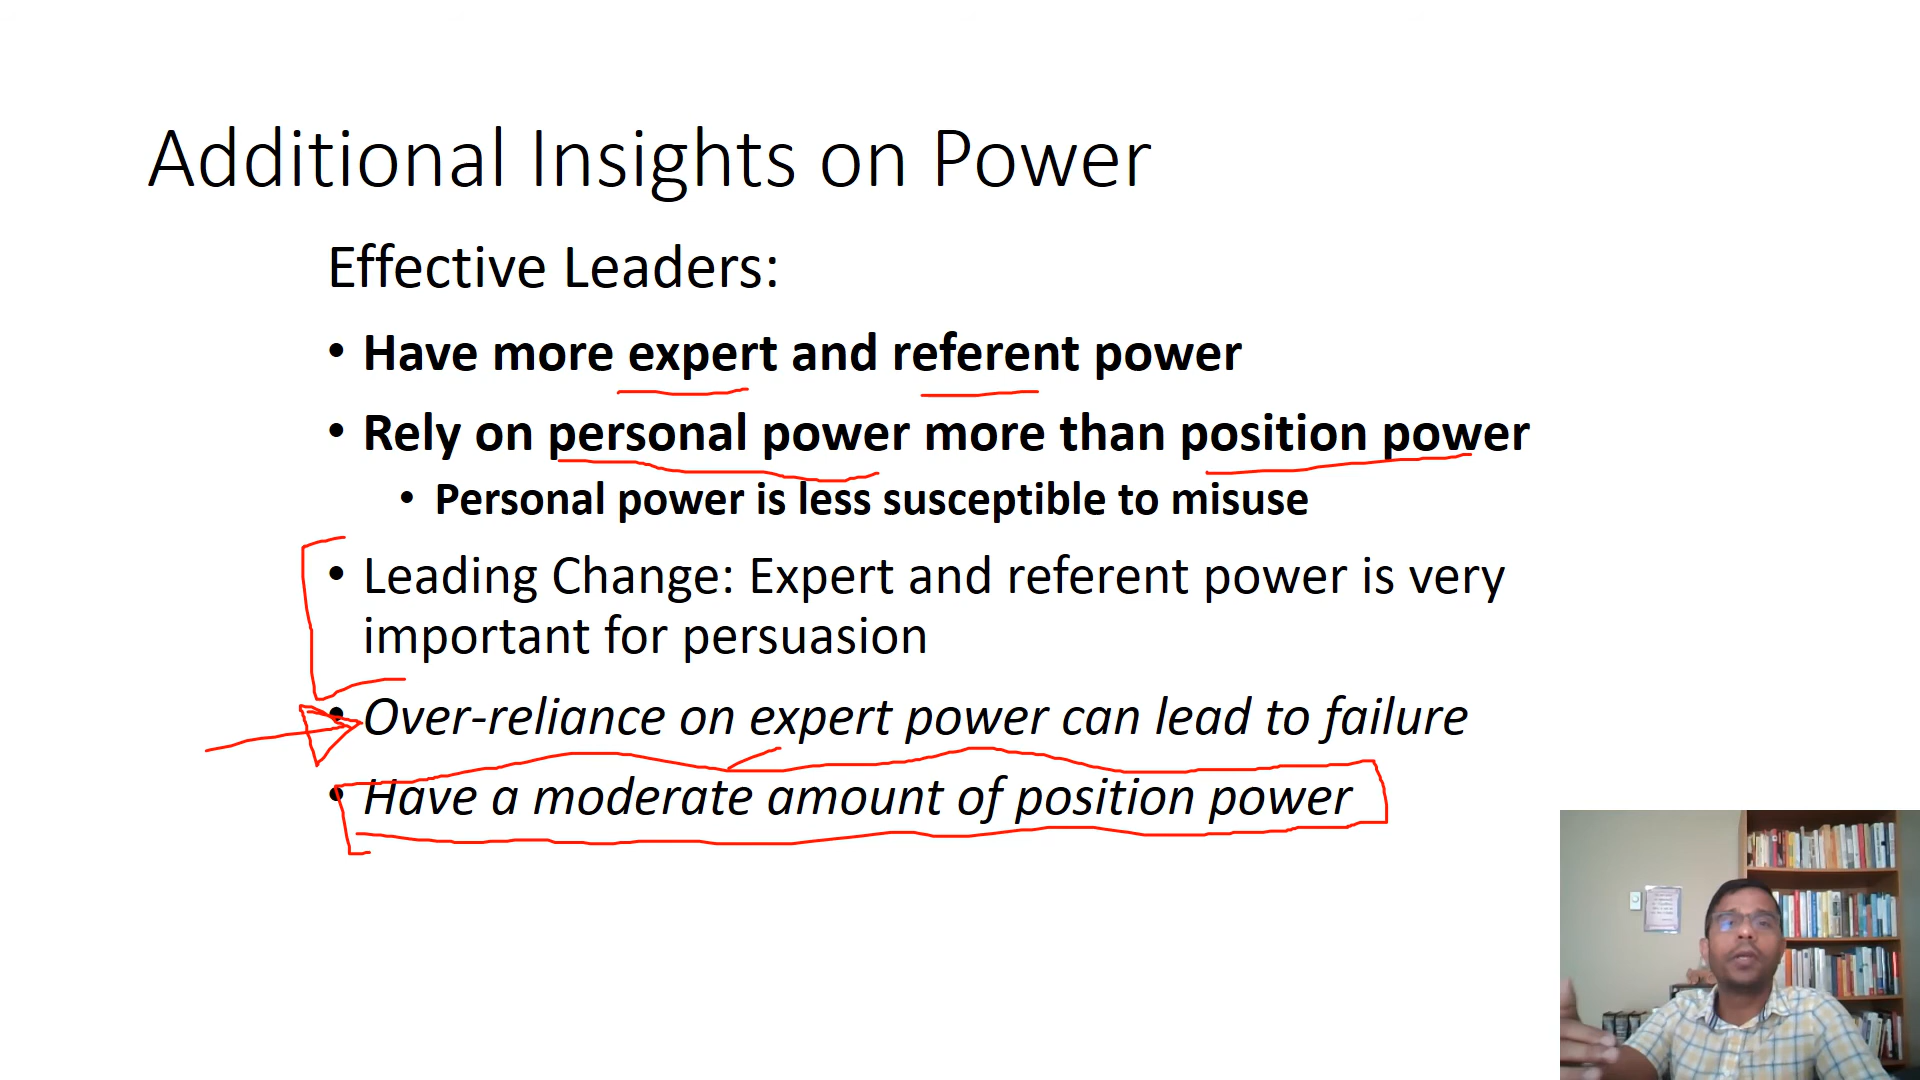 Additional Insights on Power
Effective Leaders:
• Have more expert and referent power
• Rely on personal power more than position power
• Personal power is less susceptible to misuse
• Leading Change: Expert and referent power is very
important for persuasion
• Over-reliance on expert power can lead to failure
• Have a moderate amount of position power